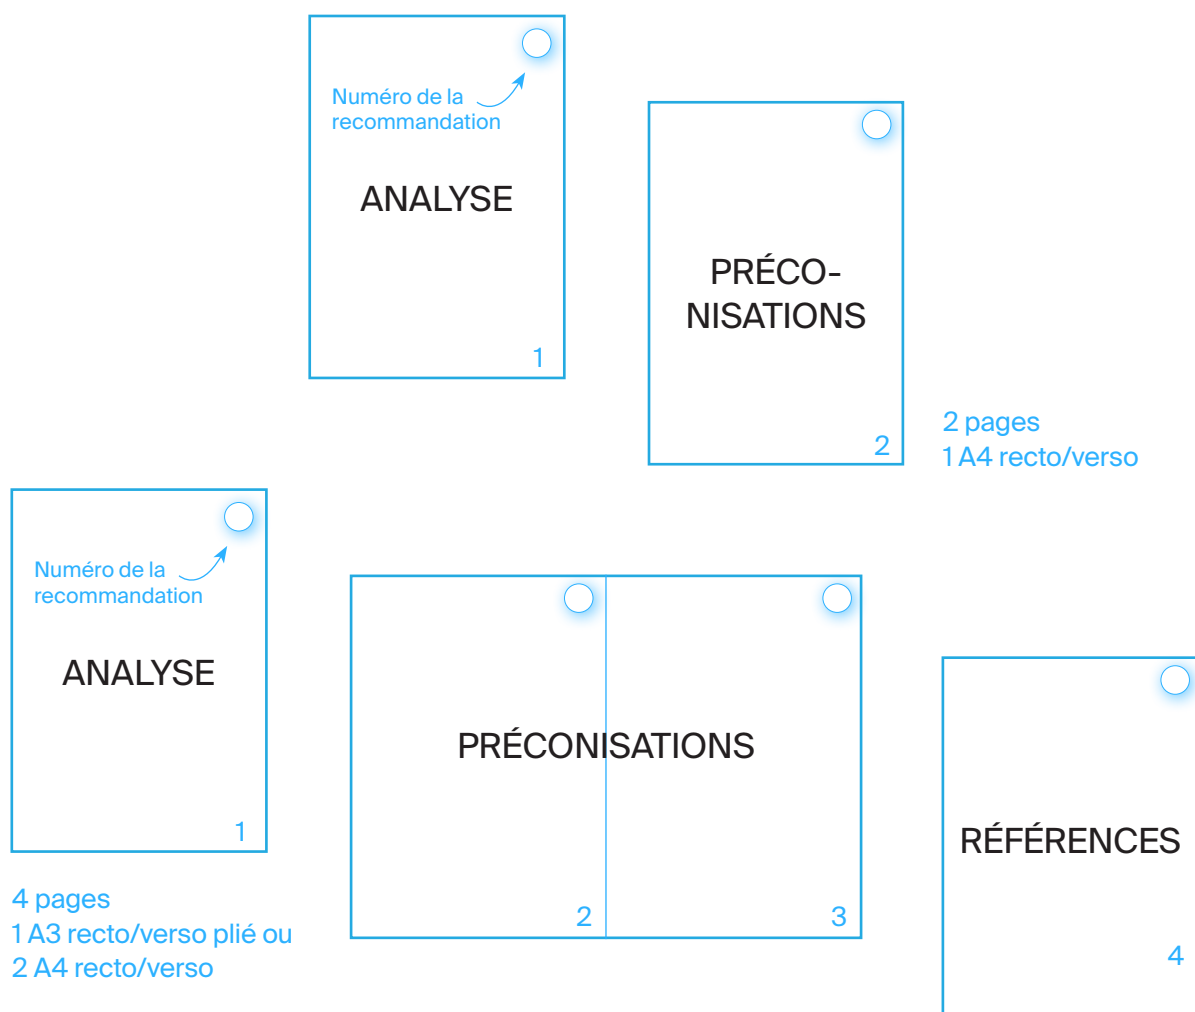 Numéro de la
recommandation
ANALYSE
1
PRÉCO-
NISATIONS
2
2 pages
1 A4 recto/verso
Numéro de la
recommandation
ANALYSE
1
4 pages
1 A3 recto/verso plié ou
2 A4 recto/verso
PRÉCONISATIONS
2
3
RÉFÉRENCES
4